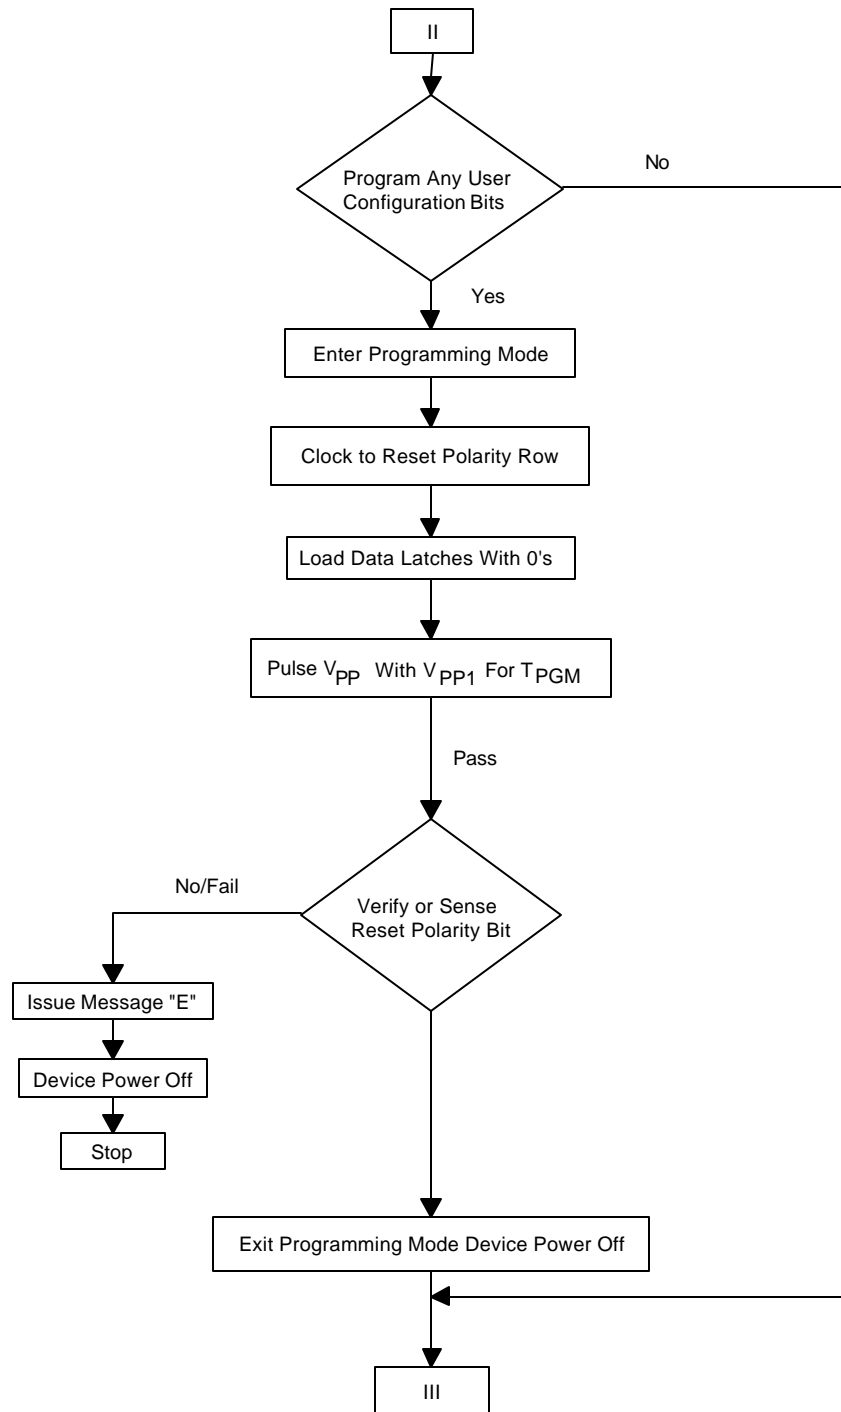 II
Program Any User
Configuration Bits
No
Yes
Enter Programming Mode
Clock to Reset Polarity Row
Load Data Latches With 0's
Pulse VPP With VPP1 For TPGM
Pass
Verify or Sense
Reset Polarity Bit
No/Fail
Issue Message "E"
Device Power Off
Stop
Exit Programming Mode Device Power Off
III